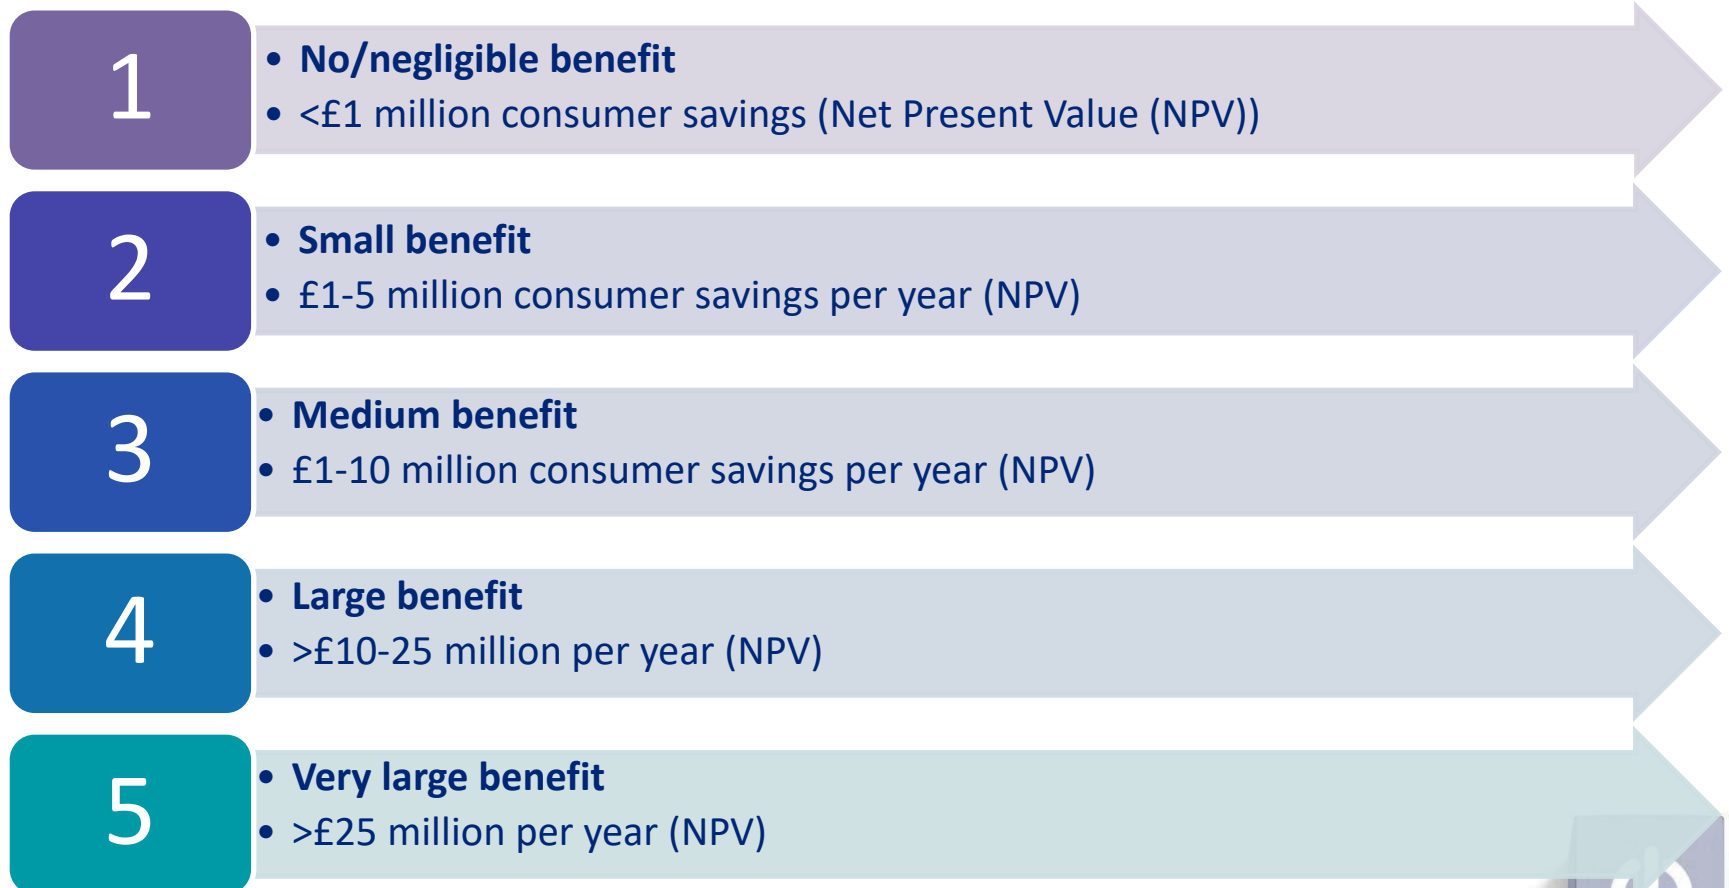 1
• No/negligible benefit
• <£1 million consumer savings (Net Present Value (NPV))
2
• Small benefit
• £1-5 million consumer savings per year (NPV)
3
• Medium benefit
• £1-10 million consumer savings per year (NPV)
4
• Large benefit
• >£10-25 million per year (NPV)
5
• Very large benefit
• >£25 million per year (NPV)